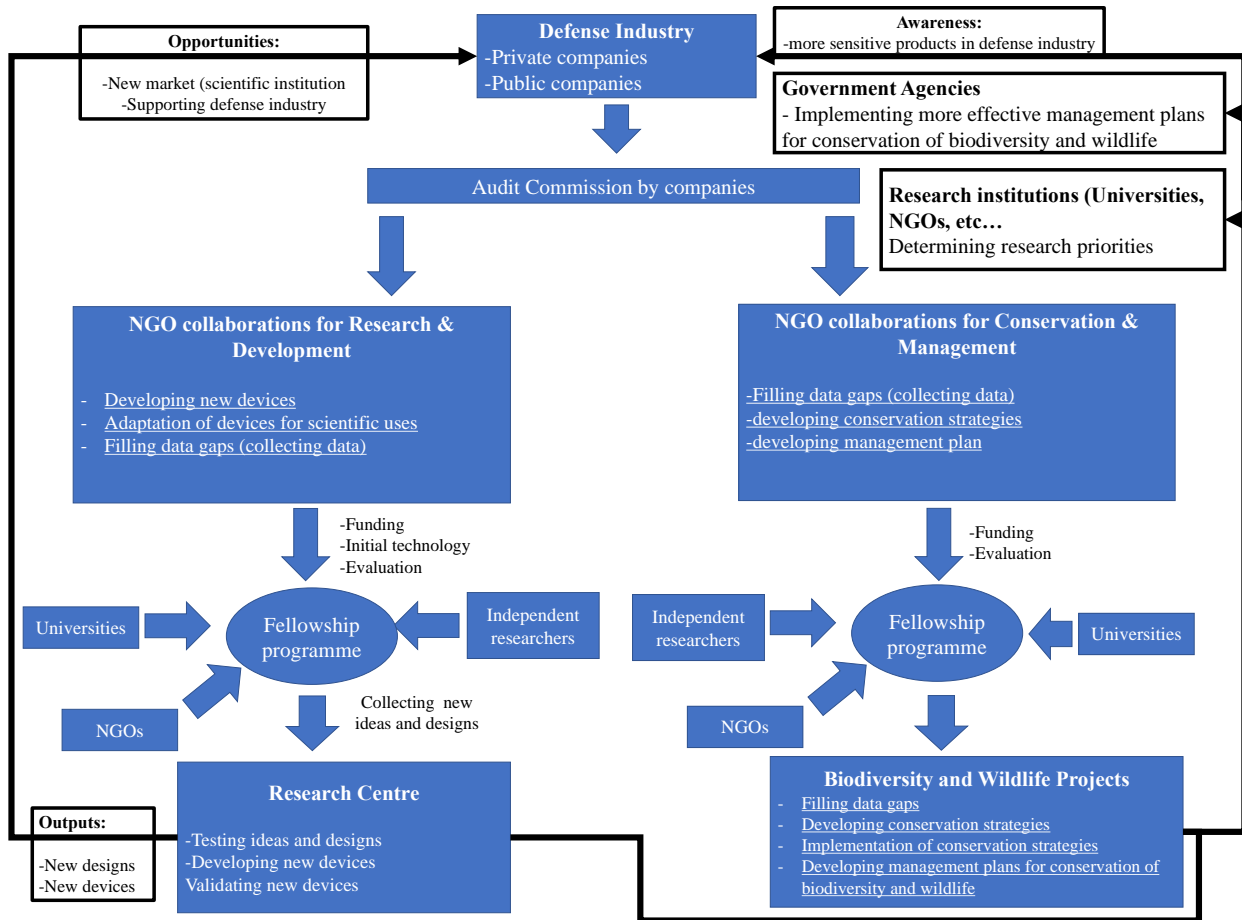 Opportunities:
-New market (scientific institution
-Supporting defense industry
Defense Industry
-Private companies
-Public companies
Awareness:
-more sensitive products in defense industry
Government Agencies
- Implementing more effective management plans
for conservation of biodiversity and wildlife
Audit Commission by companies
Research institutions (Universities,
NGOs, etc…
Determining research priorities
NGO collaborations for Research &
Development
- Developing new devices
- Adaptation of devices for scientific uses
- Filling data gaps (collecting data)
NGO collaborations for Conservation &
Management
-Filling data gaps (collecting data)
-developing conservation strategies
-developing management plan
-Funding
-Initial technology
-Evaluation
-Funding
-Evaluation
Universities
Fellowship
programme
Independent
researchers
NGOs
Collecting new
ideas and designs
Independent
researchers
Fellowship
programme
Universities
NGOs
Research Centre
-Testing ideas and designs
-Developing new devices
Validating new devices
Outputs:
-New designs
-New devices
Biodiversity and Wildlife Projects
- Filling data gaps
- Developing conservation strategies
- Implementation of conservation strategies
- Developing management plans for conservation of
biodiversity and wildlife